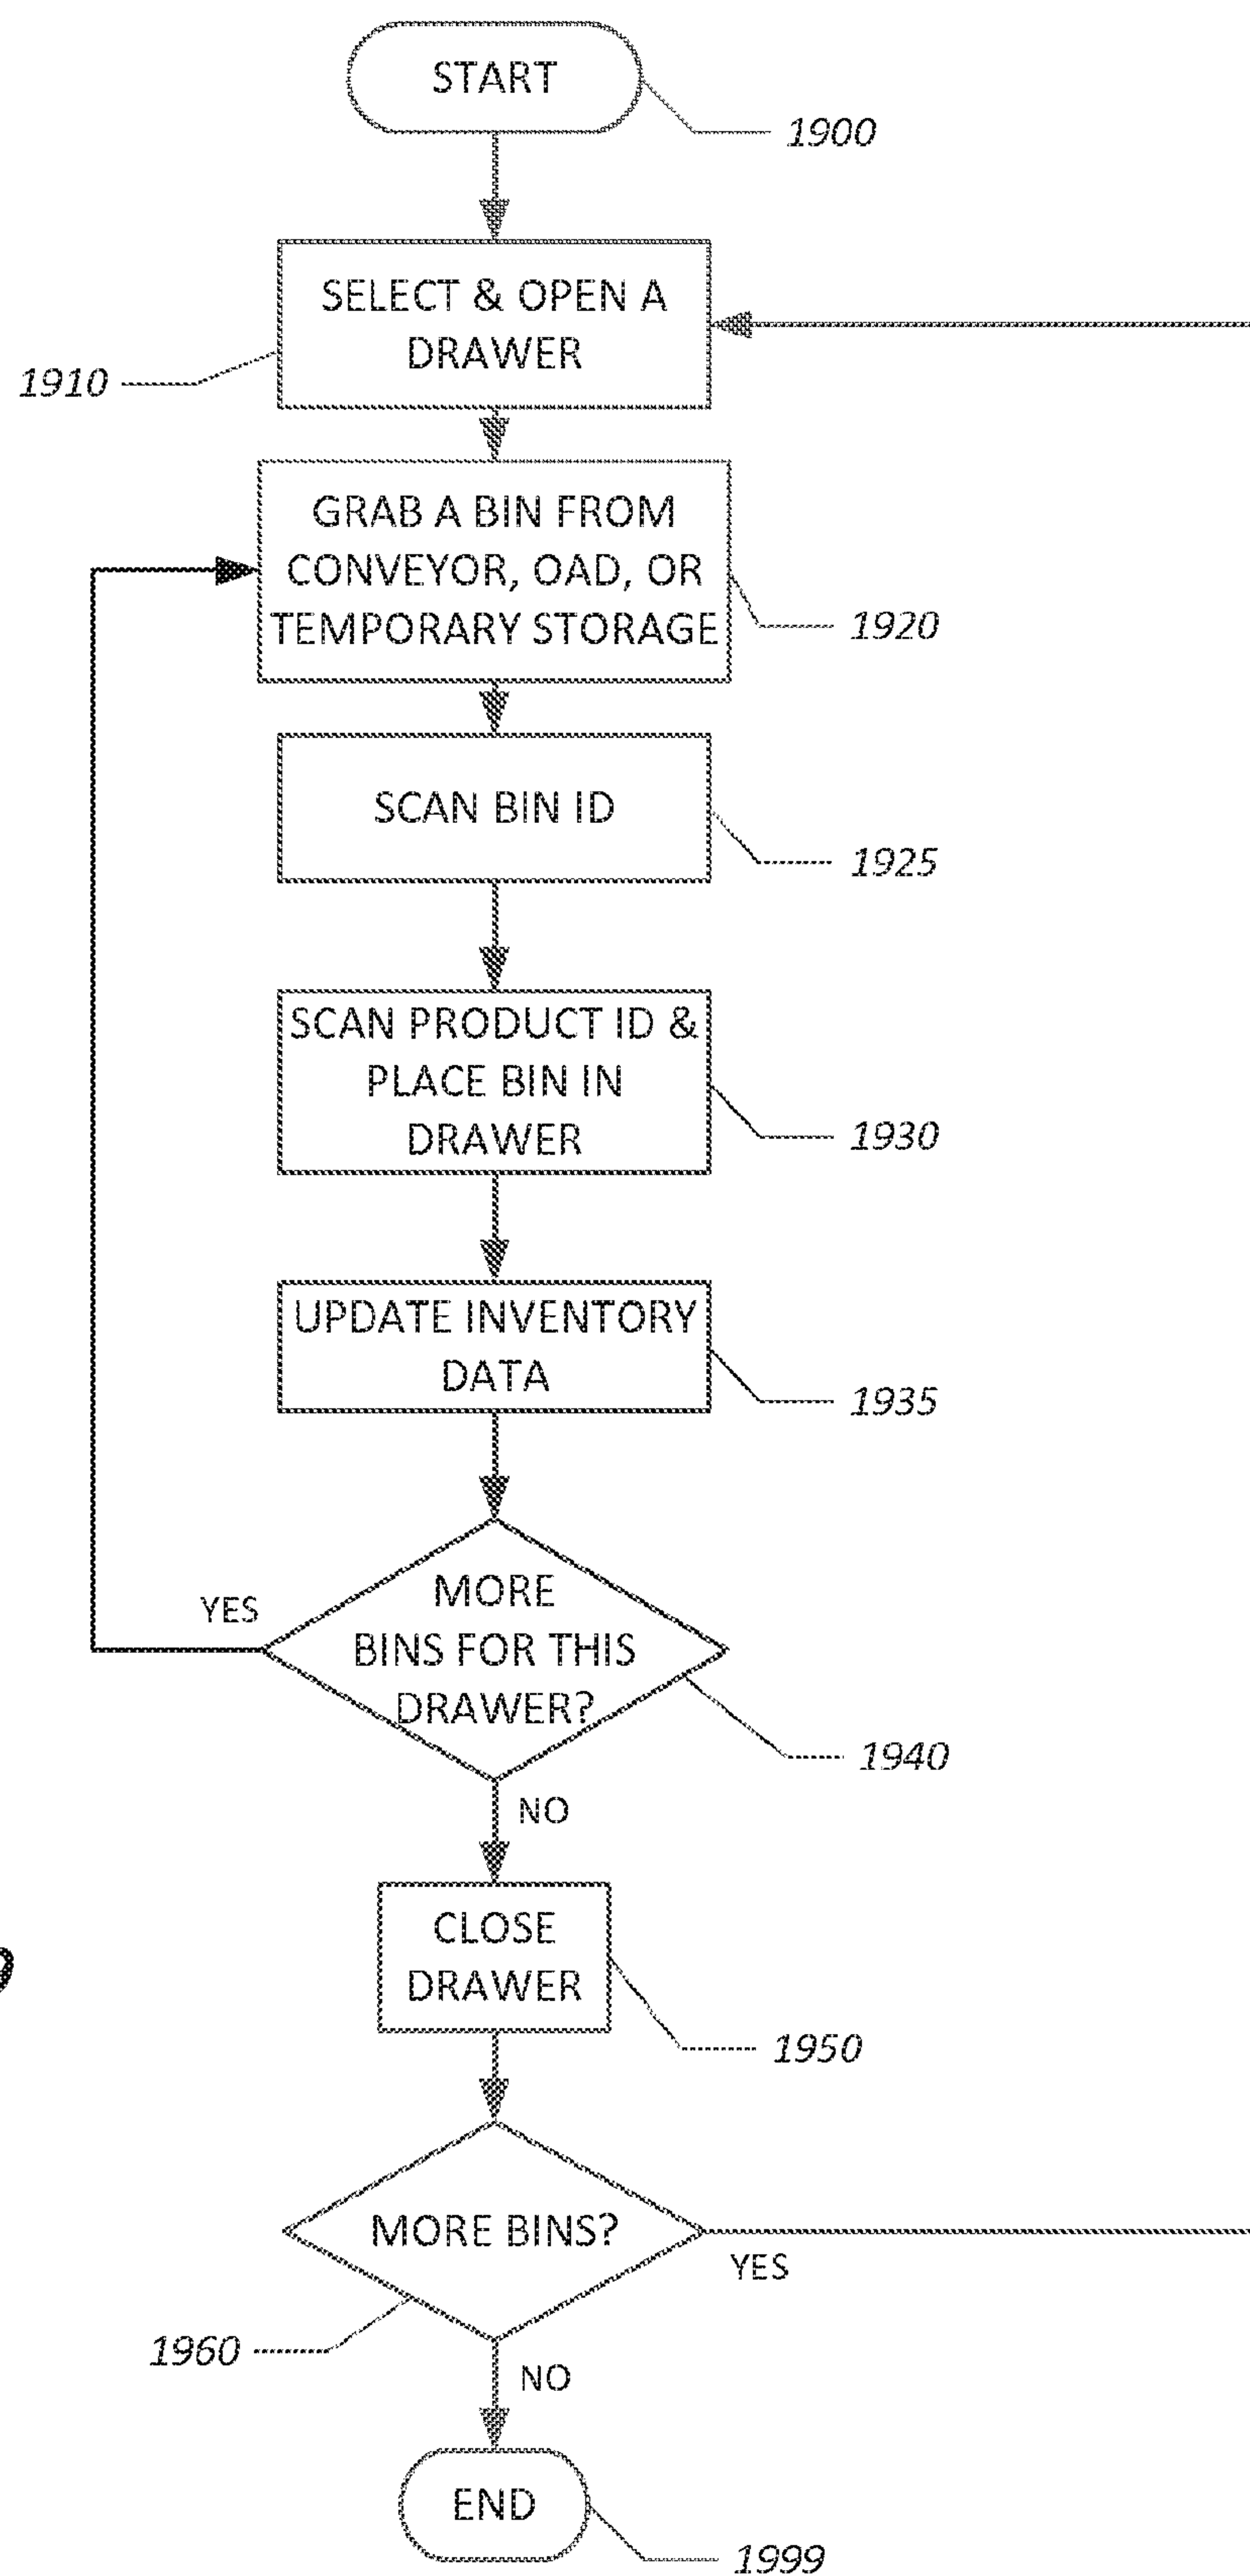 START
1900
SELECT & OPEN A
DRAWER
1910
GRAB A BIN FROM
CONVEYOR, OAD, OR
TEMPORARY STORAGE
1920
SCAN BIN ID
1925
SCAN PRODUCT ID &
PLACE BIN IN
DRAWER
1930
UPDATE INVENTORY
DATA
1935
MORE
BINS FOR THIS
DRAWER?
YES
1940
NO
CLOSE
DRAWER
1950
MORE BINS?
YES
1960
NO
END
1999